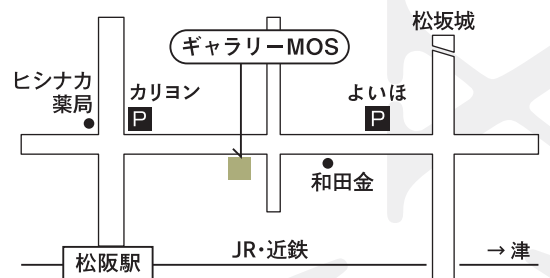 松坂城
ギャラリーMOS
ヒシナカ
薬局
カリヨン
P
よいほ
P
和田金
JR・近鉄
→ 津
松阪駅